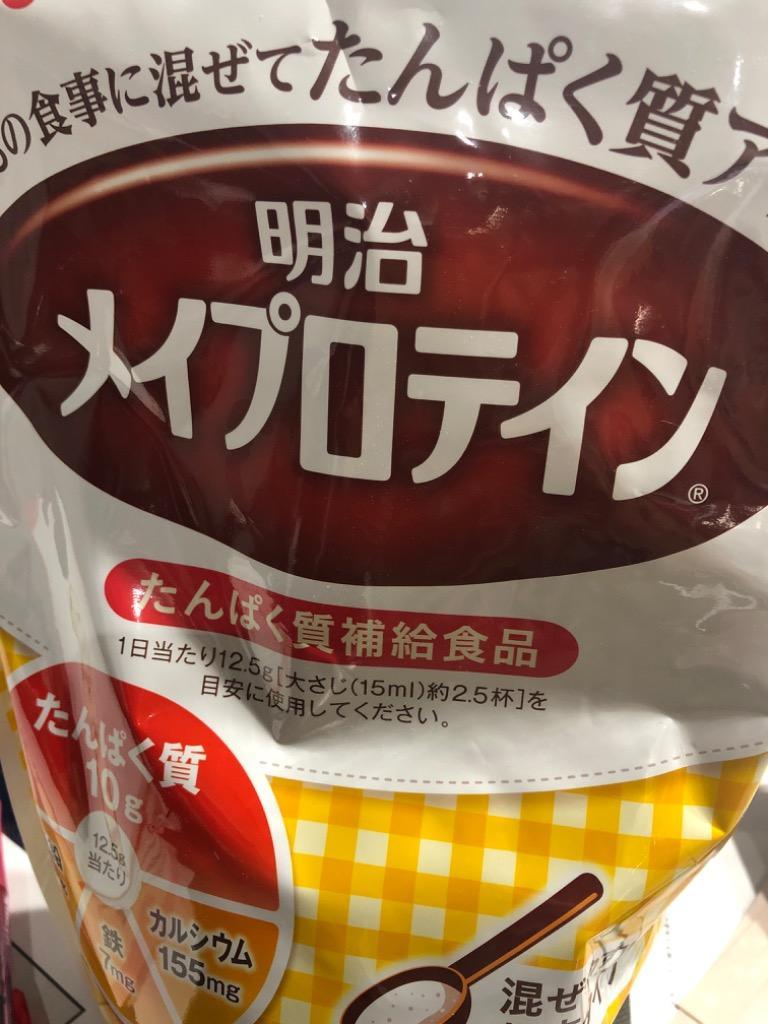 の食事に混ぜてたんぱく質ア
明治
メイプロテイン®
たんぱく質補給食品
1日当たり12.5g[大さじ(15ml)約2.5杯]を
目安に使用してください。
たんぱく質
10g
12.5g
当たり
カルシウム
155mg
鉄
7mg
混ぜ